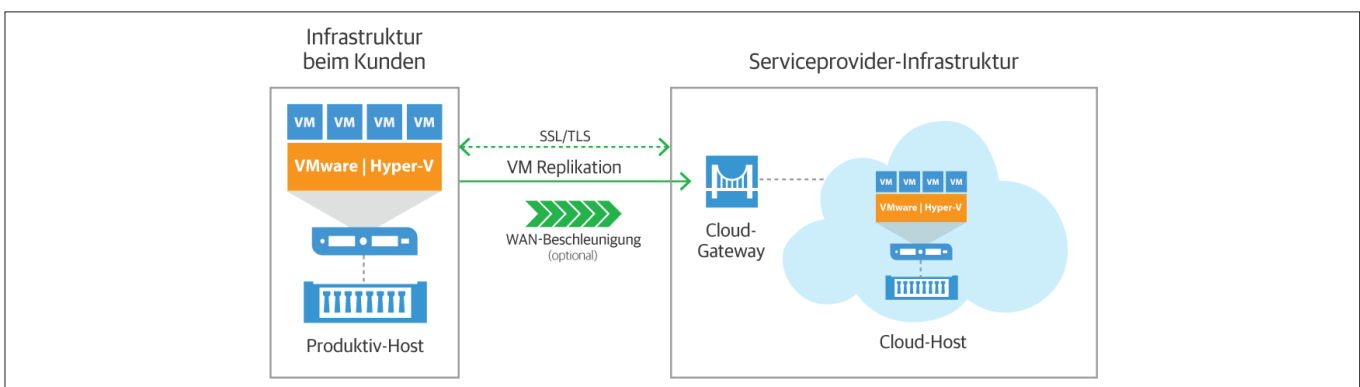 Infrastruktur
beim Kunden
VM VM VM VM
VMware | Hyper-V
Produktiv-Host
SSL/TLS
VM Replikation
WAN-Beschleunigung
(optional)
Serviceprovider-Infrastruktur
Cloud-
Gateway
VM VM VM VM
VMware | Hyper-V
Cloud-Host